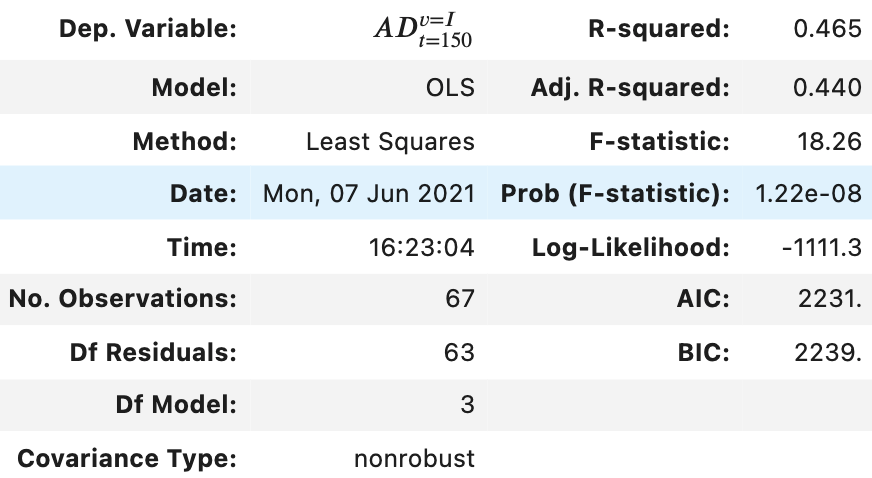 Dep. Variable: AD_{t=150}^{v=I} R-squared: 0.465
Model: OLS Adj. R-squared: 0.440
Method: Least Squares F-statistic: 18.26
Date: Mon, 07 Jun 2021 Prob (F-statistic): 1.22e-08
Time: 16:23:04 Log-Likelihood: -1111.3
No. Observations: 67 AIC: 2231.
Df Residuals: 63 BIC: 2239.
Df Model: 3
Covariance Type: nonrobust